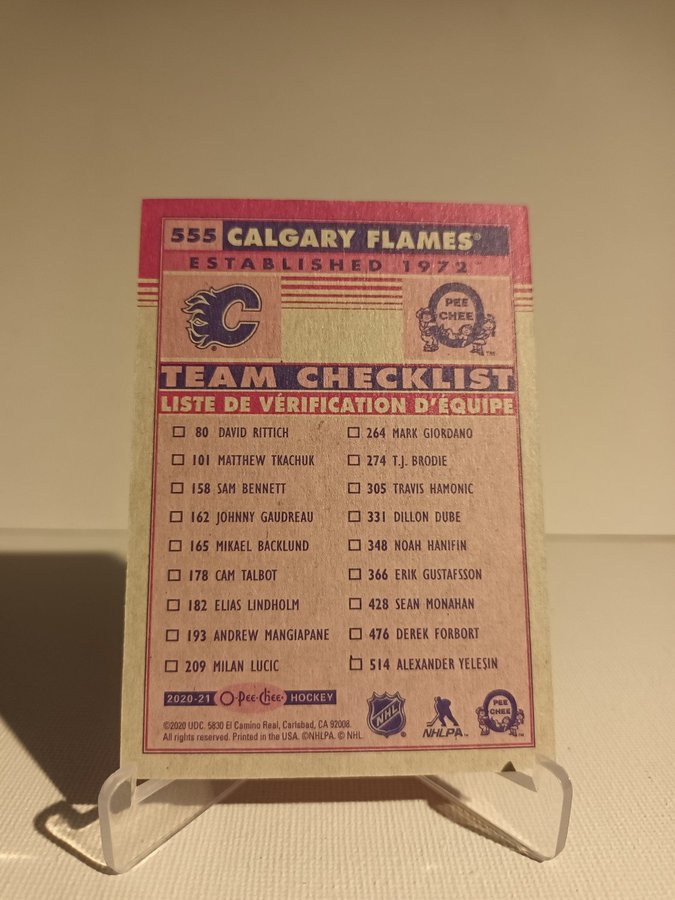 555 CALGARY FLAMES®
ESTABLISHED 1972™
C
®
PEE
CHEE
™
TEAM CHECKLIST
LISTE DE VÉRIFICATION D'ÉQUIPE
80 DAVID RITTICH
101 MATTHEW TKACHUK
158 SAM BENNETT
162 JOHNNY GAUDREAU
165 MIKAEL BACKLUND
178 CAM TALBOT
182 ELIAS LINDHOLM
193 ANDREW MANGIAPANE
209 MILAN LUCIC
264 MARK GIORDANO
274 T.J. BRODIE
305 TRAVIS HAMONIC
331 DILLON DUBE
348 NOAH HANIFIN
366 ERIK GUSTAFSSON
428 SEAN MONAHAN
476 DEREK FORBORT
514 ALEXANDER YELESIN
2020-21 O-Pee-Chee HOCKEY
©2020 UDC. 5830 El Camino Real, Carlsbad, CA 92008.
All rights reserved. Printed in the USA. ©NHLPA. © NHL.
NHL
NHLPA™
PEE
CHEE
™